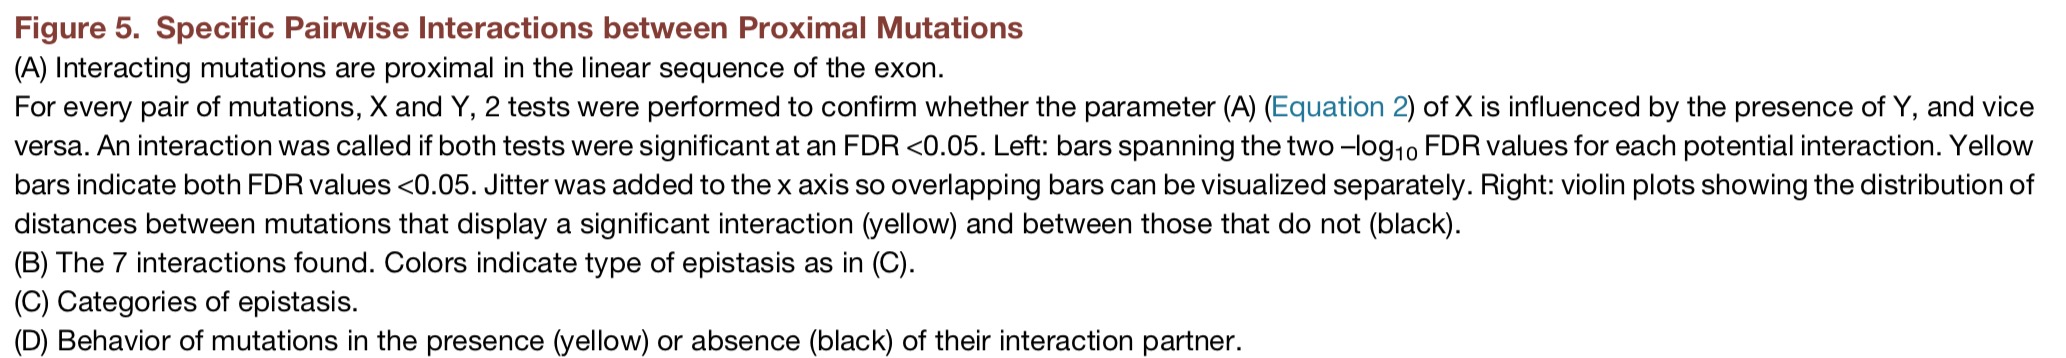 Figure 5. Specific Pairwise Interactions between Proximal Mutations
(A) Interacting mutations are proximal in the linear sequence of the exon.
For every pair of mutations, X and Y, 2 tests were performed to confirm whether the parameter (A) (Equation 2) of X is influenced by the presence of Y, and vice
versa. An interaction was called if both tests were significant at an FDR <0.05. Left: bars spanning the two –log10 FDR values for each potential interaction. Yellow
bars indicate both FDR values <0.05. Jitter was added to the x axis so overlapping bars can be visualized separately. Right: violin plots showing the distribution of
distances between mutations that display a significant interaction (yellow) and between those that do not (black).
(B) The 7 interactions found. Colors indicate type of epistasis as in (C).
(C) Categories of epistasis.
(D) Behavior of mutations in the presence (yellow) or absence (black) of their interaction partner.